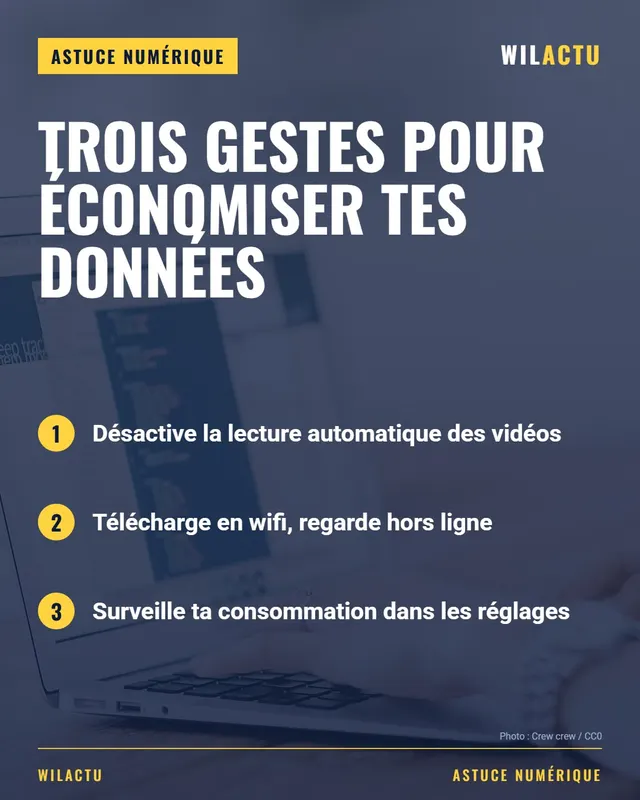 ASTUCE NUMÉRIQUE
WILACTU
TROIS GESTES POUR
ÉCONOMISER TES
DONNÉES
1 Désactive la lecture automatique des vidéos
2 Télécharge en wifi, regarde hors ligne
3 Surveille ta consommation dans les réglages
Photo : Crew crew / CC0
WILACTU
ASTUCE NUMÉRIQUE